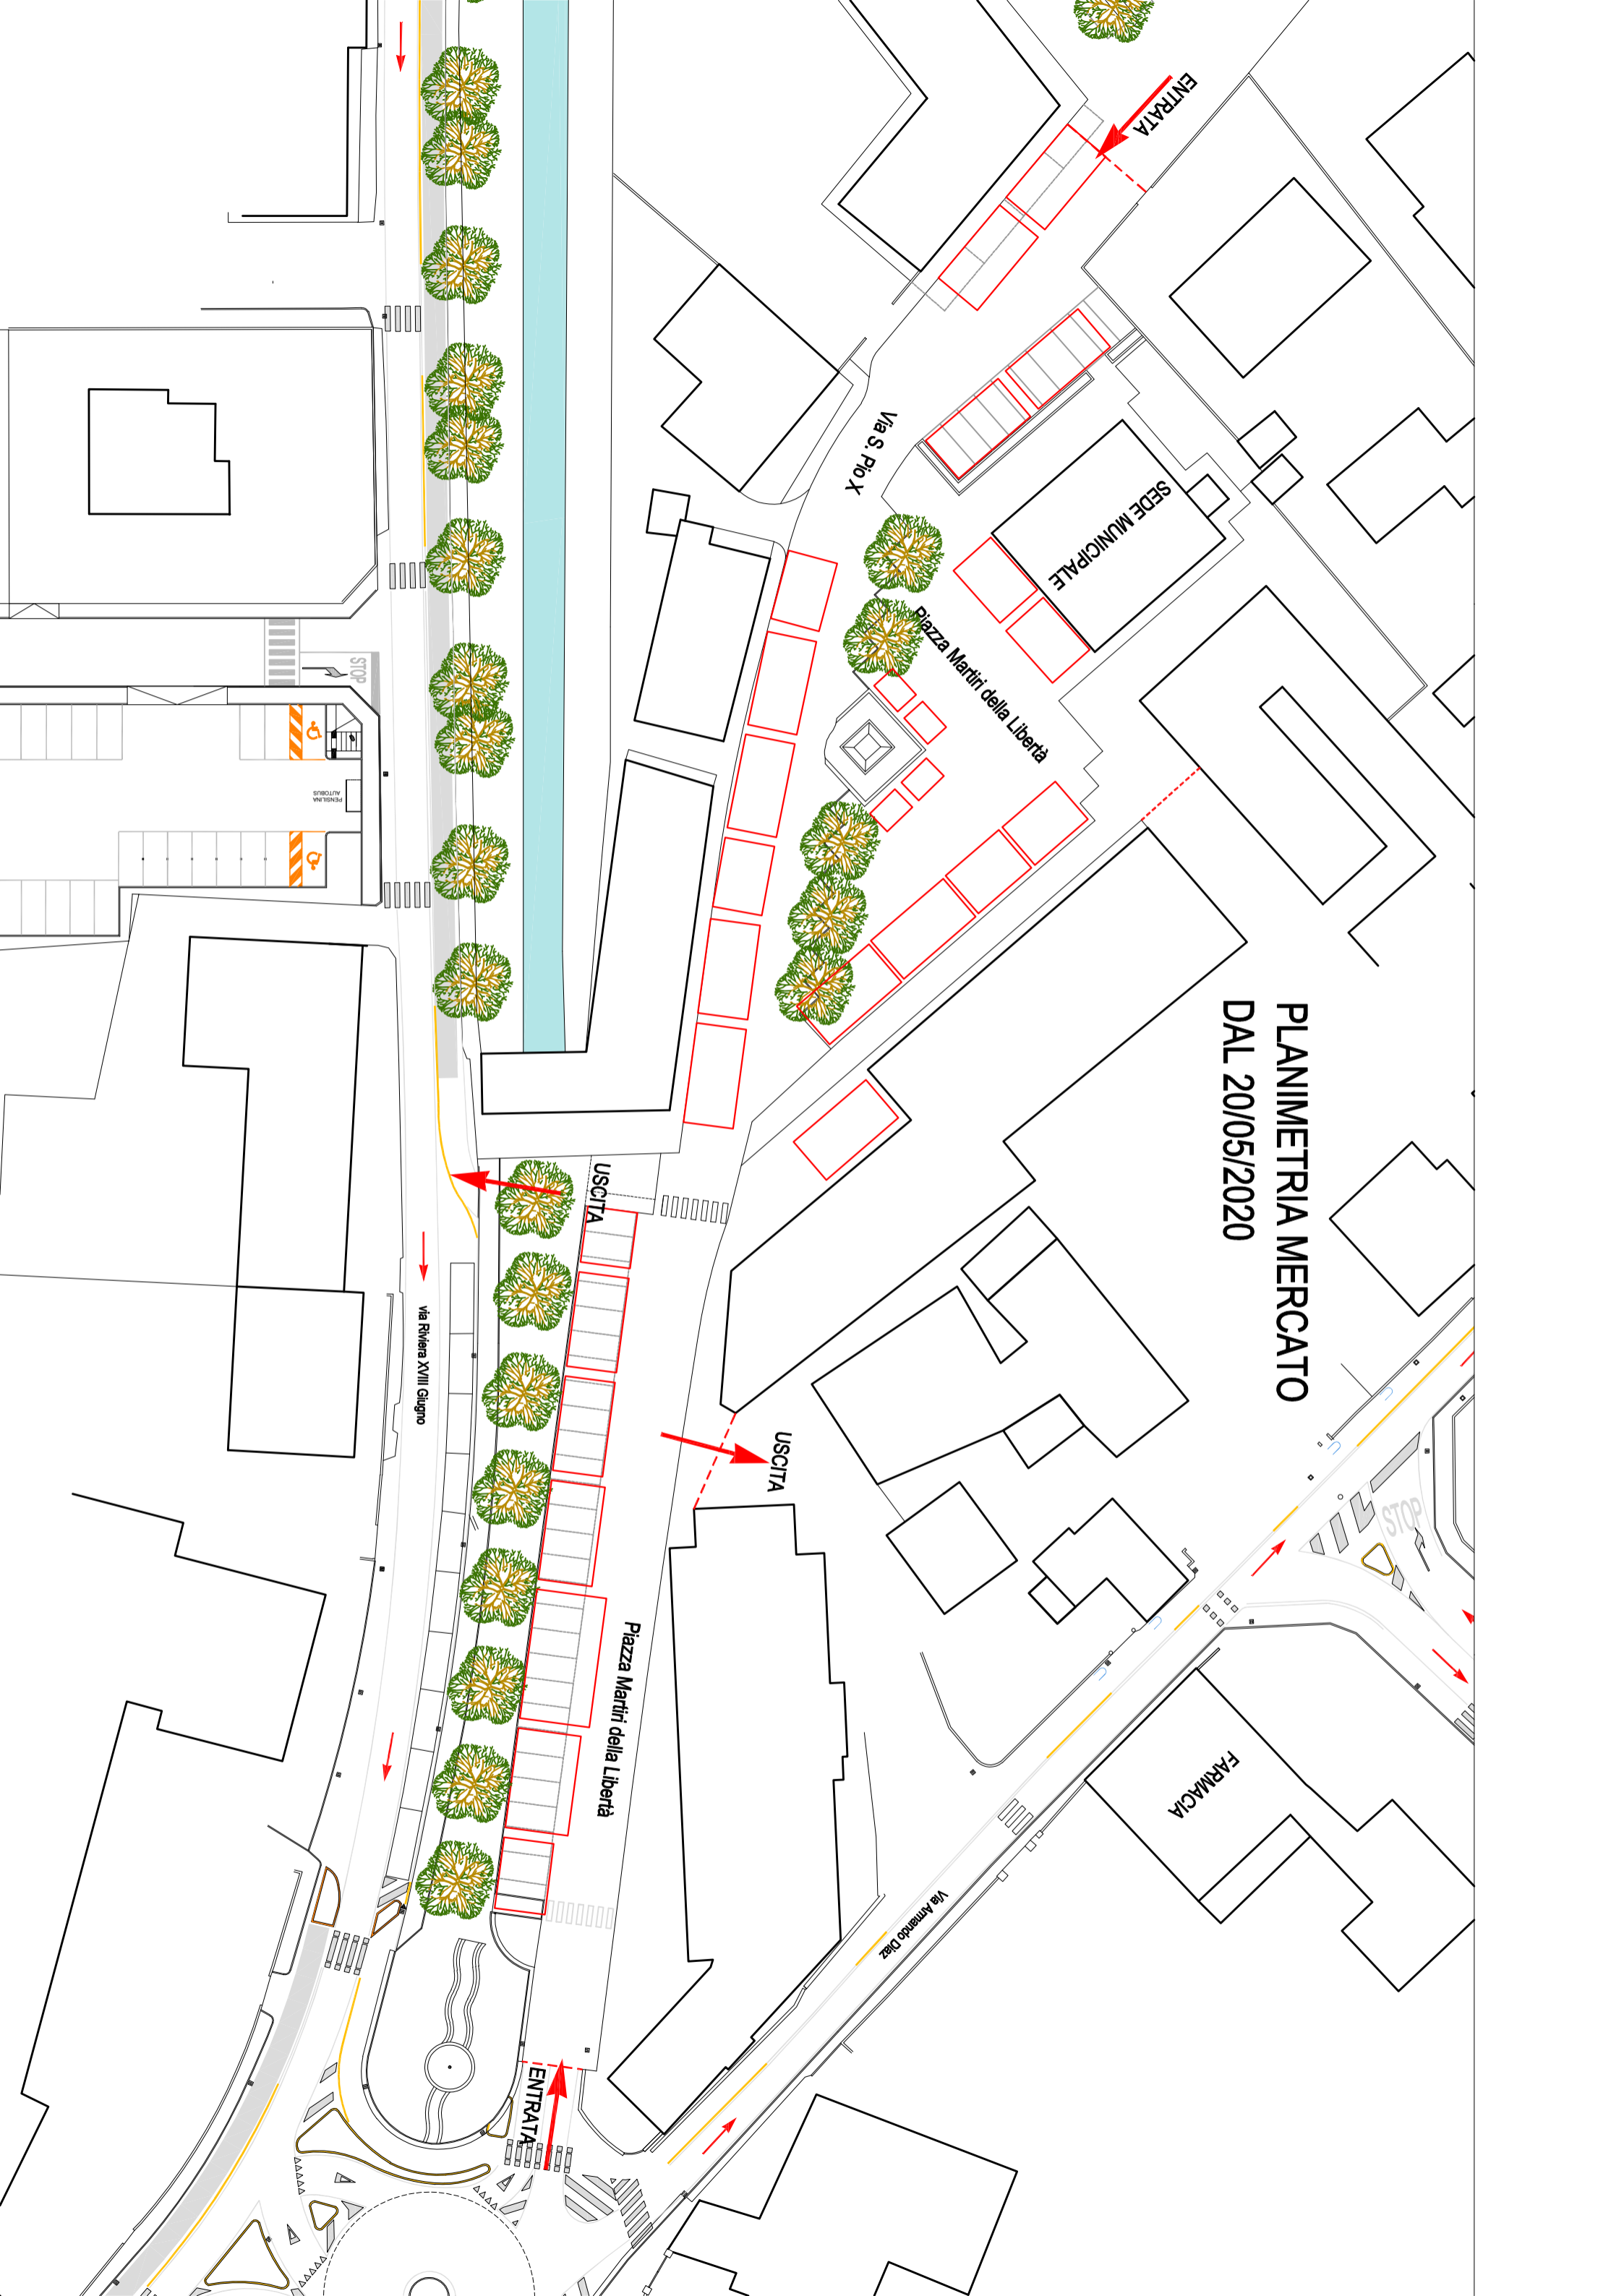 PLANIMETRIA MERCATO
DAL 20/05/2020
ENTRATA
Via S. Pio X
SEDE MUNICIPALE
Piazza Martiri della Libertà
STOP
PENSILINA
AUTOBUS
USCITA
via Riviera XVIII Giugno
USCITA
STOP
Piazza Martiri della Libertà
FARMACIA
Via Armando Diaz
ENTRATA